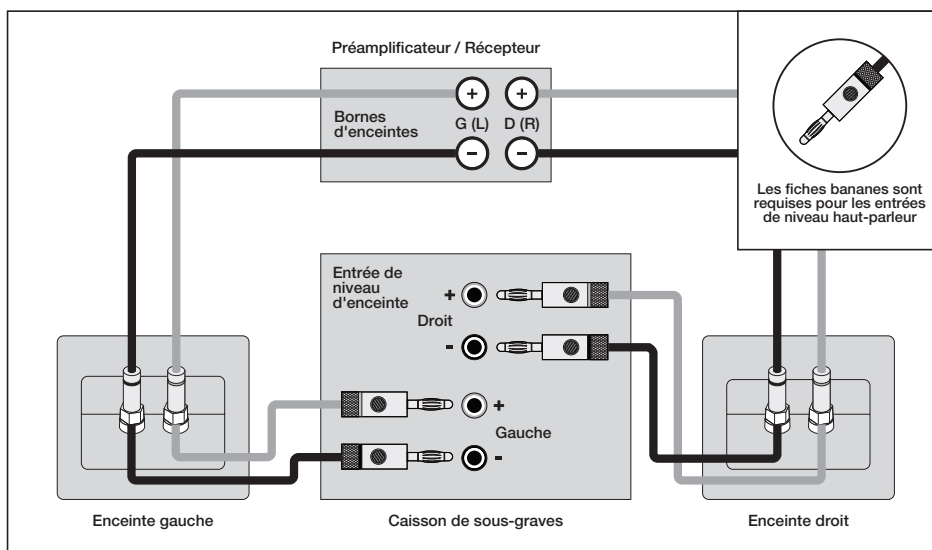 Préamplificateur / Récepteur
Bornes
d'enceintes
+ +
G (L) D (R)
- -
Les fiches bananes sont
requises pour les entrées
de niveau haut-parleur
Entrée de
niveau
d'enceinte
+
Droit
-
+
Gauche
-
Enceinte gauche
Caisson de sous-graves
Enceinte droit